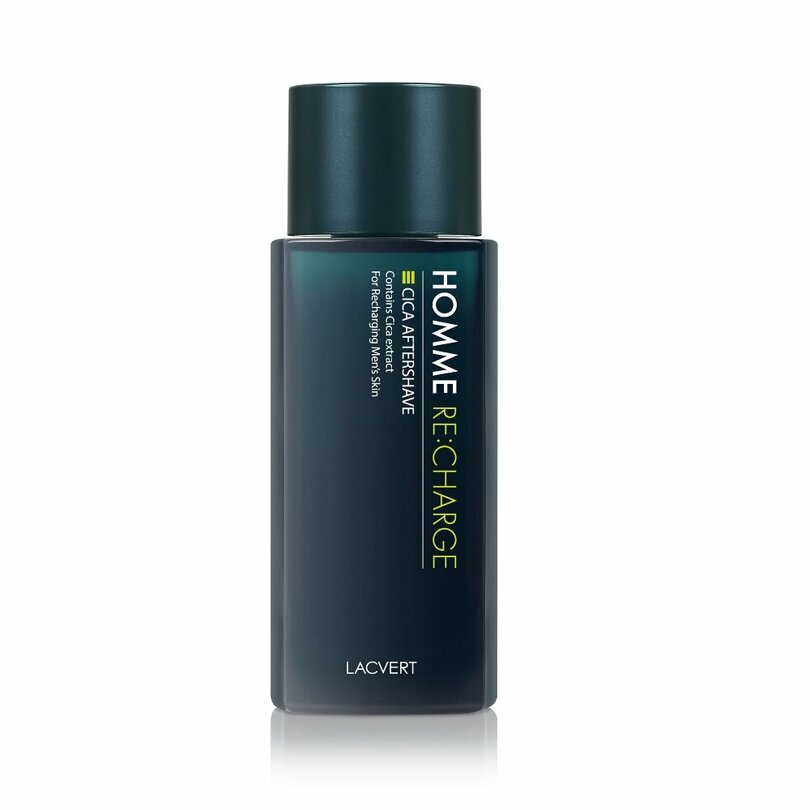 HOMME RE:CHARGE
CICA AFTERSHAVE
Contains Cica extract
For Recharging Men's Skin
LACVERT